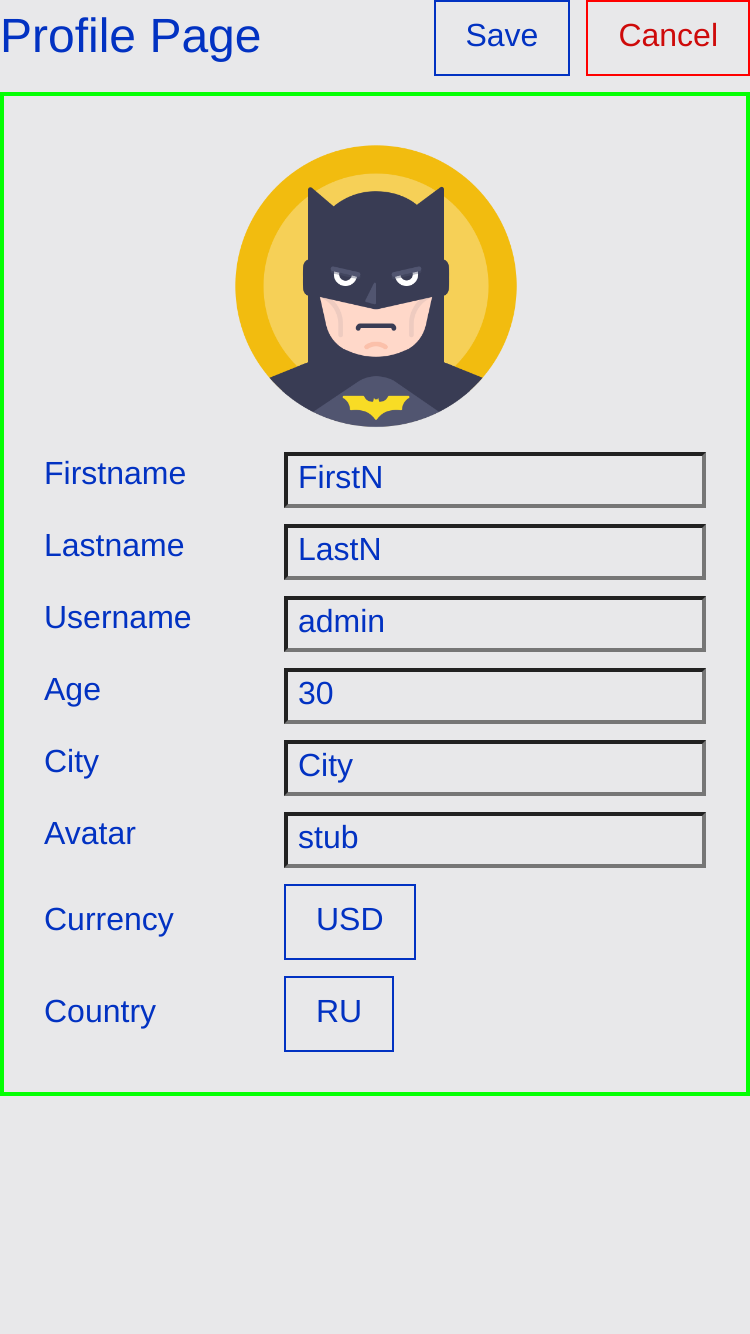 Profile Page Save Cancel
Firstname FirstN
Lastname LastN
Username admin
Age 30
City City
Avatar stub
Currency USD
Country RU